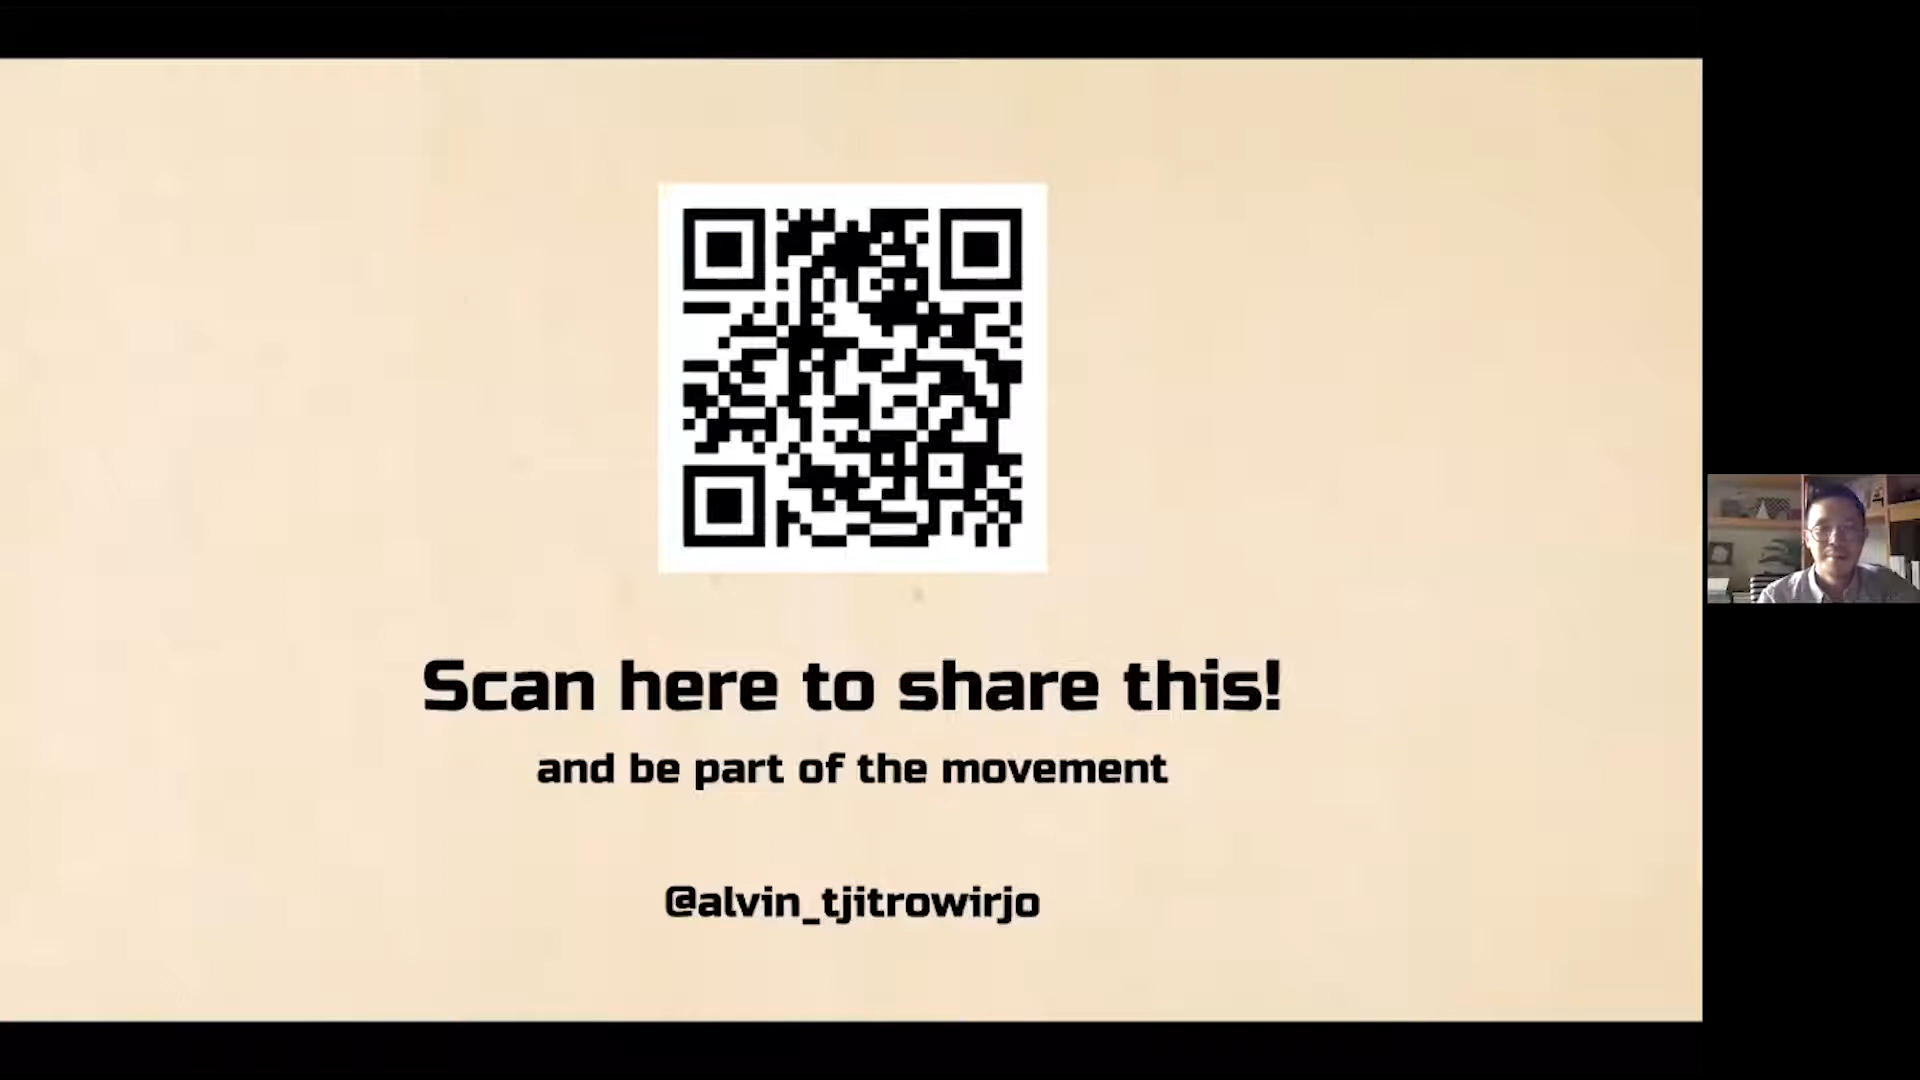 Scan here to share this!
and be part of the movement
@alvin_tjitrowirjo